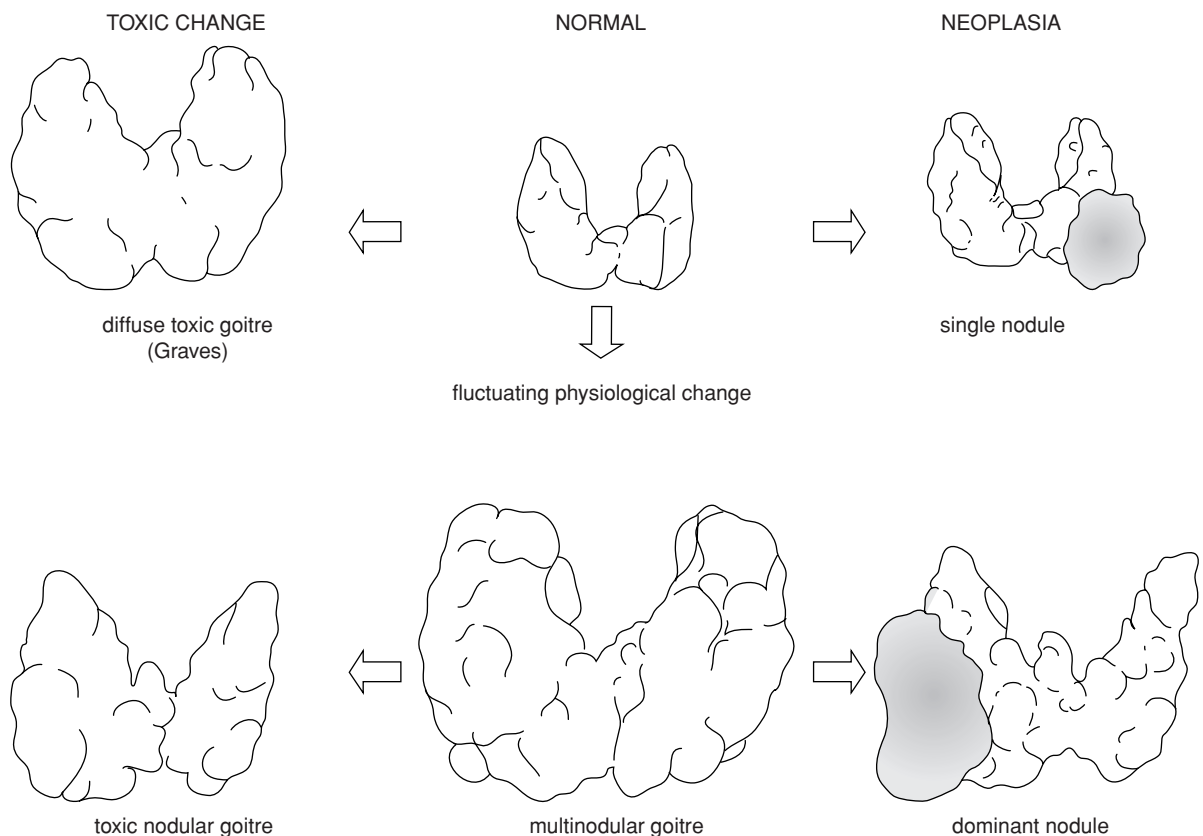 TOXIC CHANGE
NORMAL
NEOPLASIA
diffuse toxic goitre
(Graves)
single nodule
fluctuating physiological change
toxic nodular goitre
multinodular goitre
dominant nodule